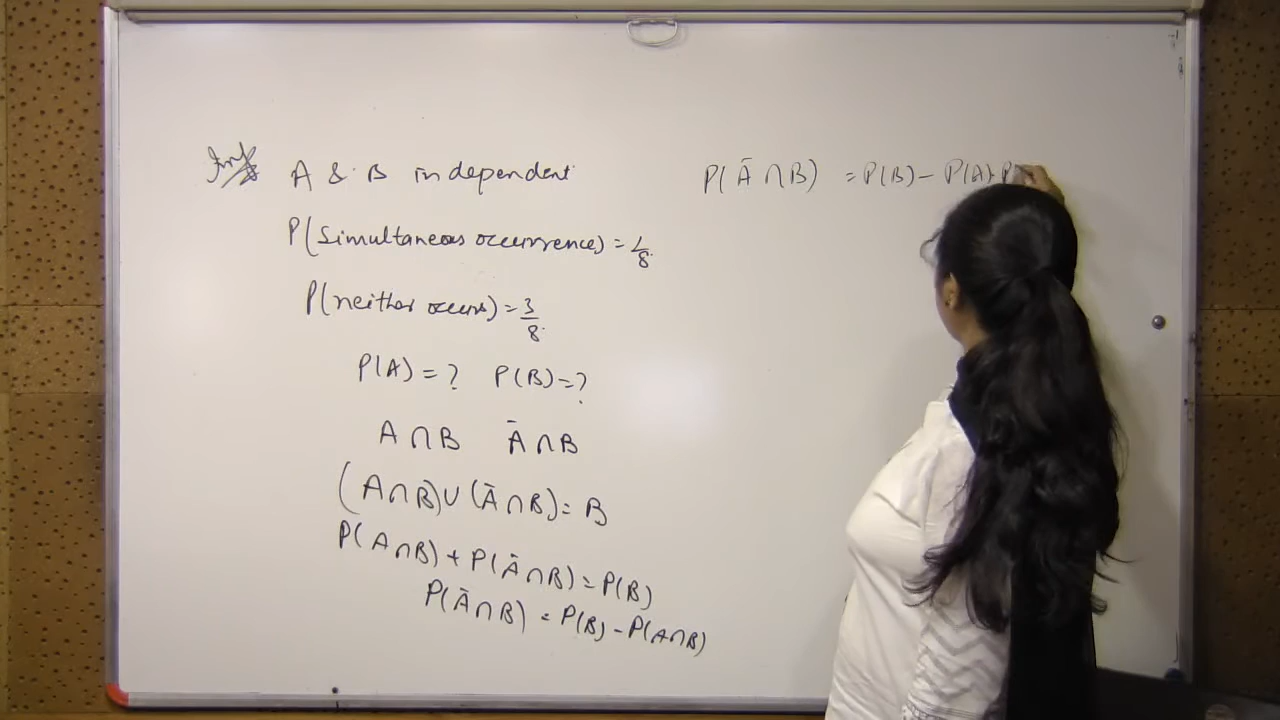 A & B independent
P(simultaneous occurrence) = 1/8
P(neither occurs) = 3/8
P(A) = ? P(B) = ?
A ∩ B Ā ∩ B
(A ∩ B) ∪ (Ā ∩ B) = B
P(A ∩ B) + P(Ā ∩ B) = P(B)
P(Ā ∩ B) = P(B) - P(A ∩ B)
P(Ā ∩ B) = P(B) - P(A) · P(